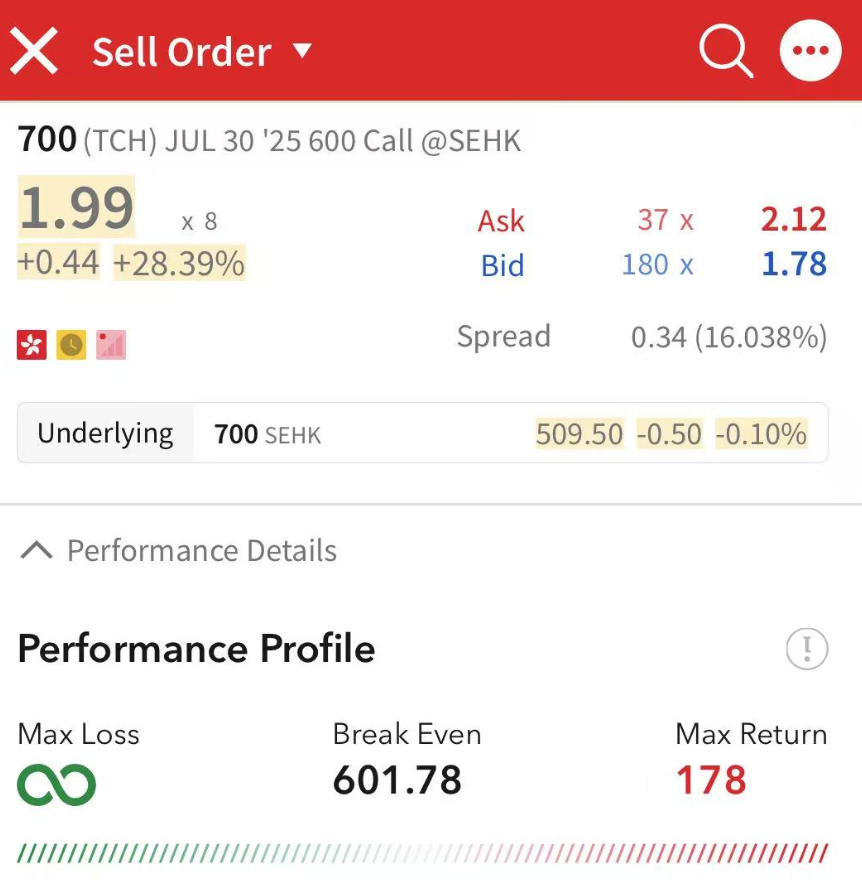 Sell Order
700 (TCH) JUL 30 '25 600 Call @SEHK
1.99 x 8
+0.44 +28.39%
Ask 37 x 2.12
Bid 180 x 1.78
Spread 0.34 (16.038%)
Underlying 700 SEHK 509.50 -0.50 -0.10%
Performance Details
Performance Profile
Max Loss Break Even Max Return
∞ 601.78 178